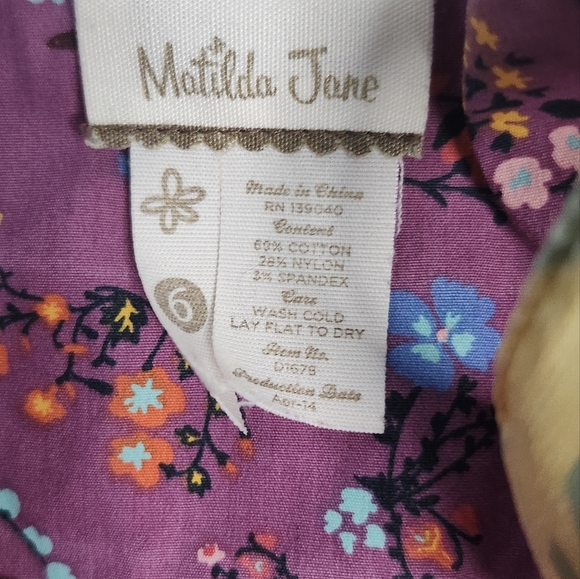 Matilda Jane
Made in China
RN 139040
Content
69% COTTON
28% NYLON
3% SPANDEX
Care
WASH COLD
LAY FLAT TO DRY
Item No.
D1678
Production Date
Apr-14
6